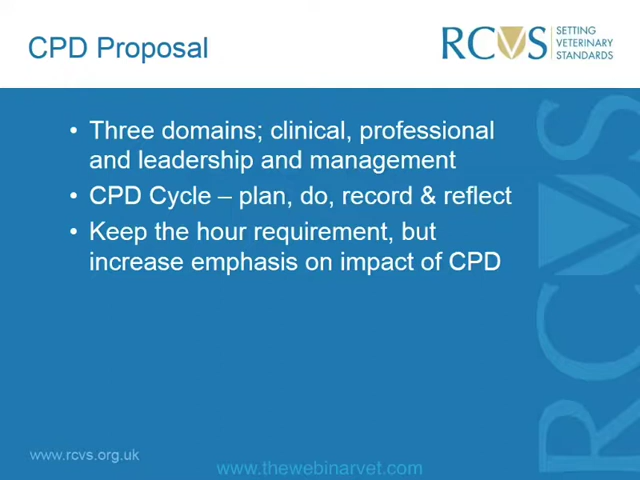 CPD Proposal
RCVS
SETTING
VETERINARY
STANDARDS
• Three domains; clinical, professional
and leadership and management
• CPD Cycle – plan, do, record & reflect
• Keep the hour requirement, but
increase emphasis on impact of CPD
RCVS
www.rcvs.org.uk
www.thewebinarvet.com